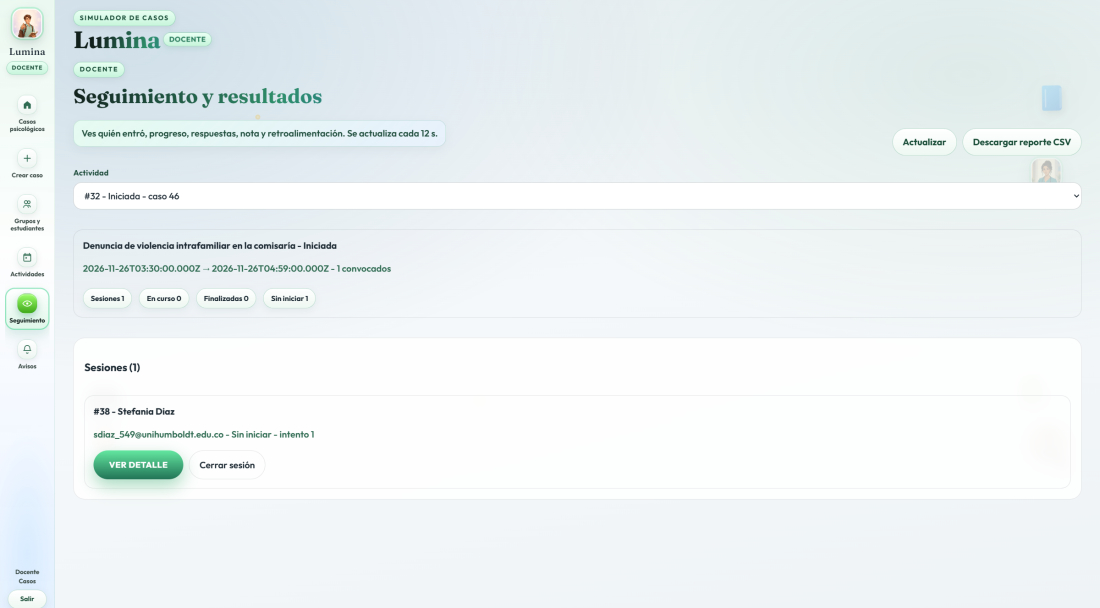 Lumina
DOCENTE
Casos
psicológicos
Crear caso
Grupos y
estudiantes
Actividades
Seguimiento
Avisos
Docente
Casos
Salir
SIMULADOR DE CASOS
Lumina DOCENTE
DOCENTE
Seguimiento y resultados
Ves quién entró, progreso, respuestas, nota y retroalimentación. Se actualiza cada 12 s.
Actualizar Descargar reporte CSV
Actividad
#32 - Iniciada - caso 46
Denuncia de violencia intrafamiliar en la comisaría - Iniciada
2026-11-26T03:30:00.000Z → 2026-11-26T04:59:00.000Z - 1 convocados
Sesiones 1 En curso 0 Finalizadas 0 Sin iniciar 1
Sesiones (1)
#38 - Stefania Diaz
sdiaz_549@unihumboldt.edu.co - Sin iniciar - intento 1
VER DETALLE Cerrar sesión